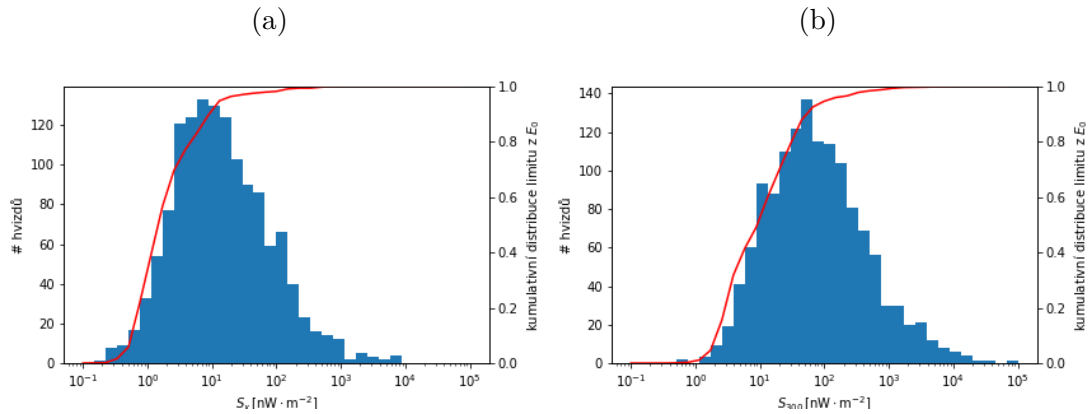 (a)
(b)
# hvizdů
0
20
40
60
80
100
120
kumulativní distribuce limitu z E₀
0.0
0.2
0.4
0.6
0.8
1.0
10⁻¹ 10⁰ 10¹ 10² 10³ 10⁴ 10⁵
Sₓ [nW · m⁻²]
# hvizdů
0
20
40
60
80
100
120
140
kumulativní distribuce limitu z E₀
0.0
0.2
0.4
0.6
0.8
1.0
10⁻¹ 10⁰ 10¹ 10² 10³ 10⁴ 10⁵
S₃₀₀ [nW · m⁻²]